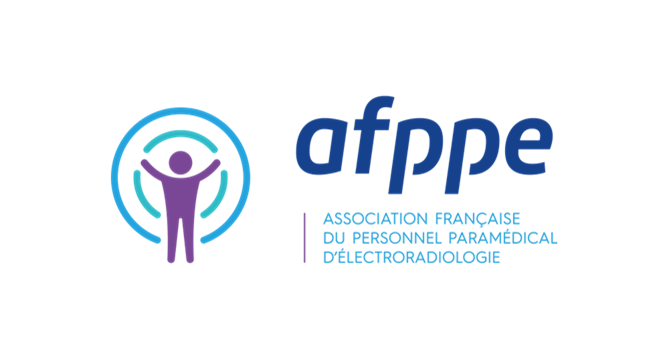 afppe
ASSOCIATION FRANÇAISE
DU PERSONNEL PARAMÉDICAL
D'ÉLECTRORADIOLOGIE